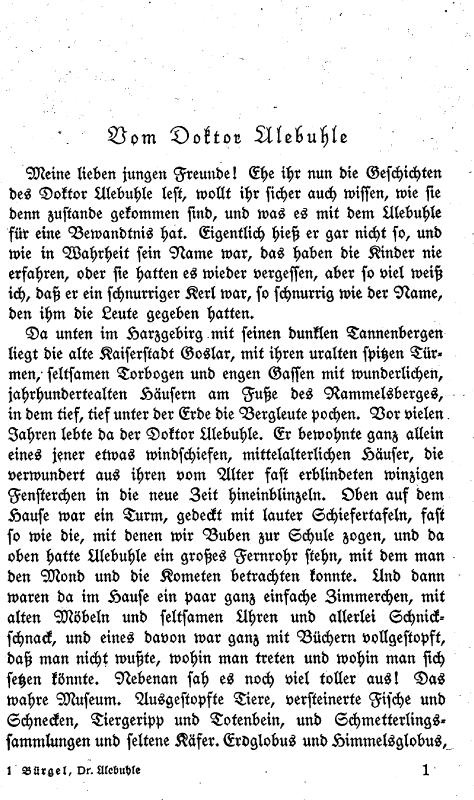 Vom Doktor Ulebuhle
Meine lieben jungen Freunde! Ehe ihr nun die Geschichten
des Doktor Ulebuhle lest, wollt ihr sicher auch wissen, wie sie
denn zustande gekommen sind, und was es mit dem Ulebuhle
für eine Bewandtnis hat. Eigentlich hieß er gar nicht so, und
wie in Wahrheit sein Name war, das haben die Kinder nie
erfahren, oder sie hatten es wieder vergessen, aber so viel weiß
ich, daß er ein schnurriger Kerl war, so schnurrig wie der Name,
den ihm die Leute gegeben hatten.
Da unten im Harzgebirg mit seinen dunklen Tannenbergen
liegt die alte Kaiserstadt Goslar, mit ihren uralten spitzen Tür-
men, seltsamen Torbogen und engen Gassen mit wunderlichen,
jahrhundertealten Häusern am Fuße des Rammelsberges,
in dem tief, tief unter der Erde die Bergleute pochen. Vor vielen
Jahren lebte da der Doktor Ulebuhle. Er bewohnte ganz allein
eines jener etwas windschiefen, mittelalterlichen Häuser, die
verwundert aus ihren vom Alter fast erblindeten winzigen
Fensterchen in die neue Zeit hineinblinzeln. Oben auf dem
Hause war ein Turm, gedeckt mit lauter Schiefertafeln, fast
so wie die, mit denen wir Buben zur Schule zogen, und da
oben hatte Ulebuhle ein großes Fernrohr stehn, mit dem man
den Mond und die Kometen betrachten konnte. Und dann
waren da im Hause ein paar ganz einfache Zimmerchen, mit
alten Möbeln und seltsamen Uhren und allerlei Schnick-
schnack, und eines davon war ganz mit Büchern vollgestopft,
daß man nicht wußte, wohin man treten und wohin man sich
setzen könnte. Nebenan sah es noch viel toller aus! Das
wahre Museum. Ausgestopfte Tiere, versteinerte Fische und
Schnecken, Tiergeripp und Totenbein, und Schmetterlings-
sammlungen und seltene Käfer. Erdglobus und Himmelsglobus,
1 Bürgel, Dr. Ulebuhle 1